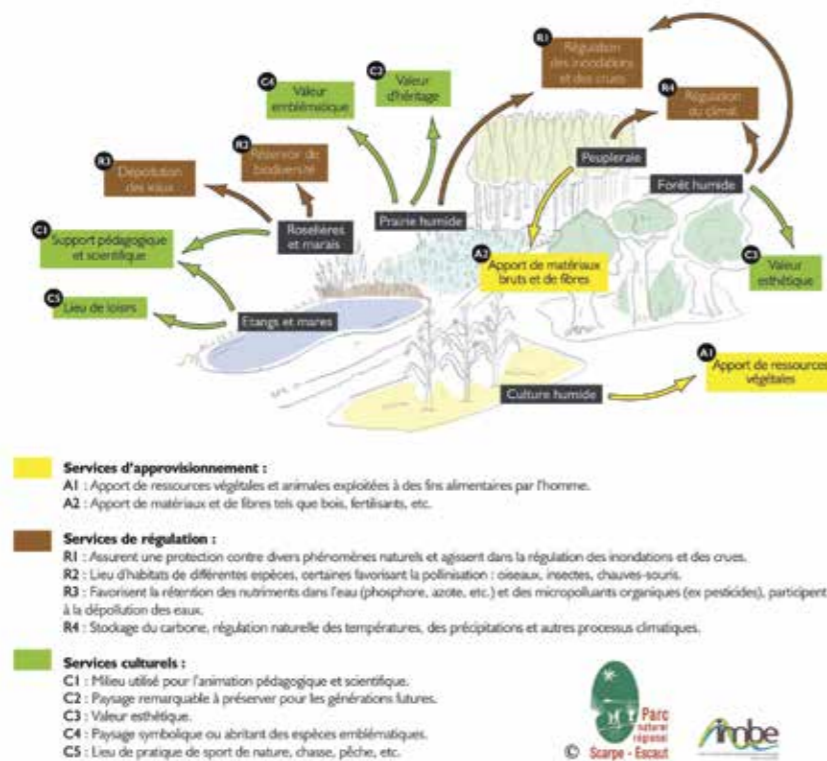 R1
Régulation
des inondations
et des crues
C4
Valeur
emblématique
C2
Valeur
d'héritage
R4
Régulation
du climat
R3
Dépollution
des eaux
R2
Réservoir de
biodiversité
Peupleraie
Forêt humide
C1
Support pédagogique
et scientifique
Roselières
et marais
Prairie humide
A2
Apport de matériaux
bruts et de fibres
C3
Valeur
esthétique
C5
Lieu de loisirs
Etangs et mares
A1
Apport de ressources
végétales
Culture humide
Services d'approvisionnement :
A1 : Apport de ressources végétales et animales exploitées à des fins alimentaires par l'homme.
A2 : Apport de matériaux et de fibres tels que bois, fertilisants, etc.
Services de régulation :
R1 : Assurent une protection contre divers phénomènes naturels et agissent dans la régulation des inondations et des crues.
R2 : Lieu d'habitats de différentes espèces, certaines favorisant la pollinisation : oiseaux, insectes, chauves-souris.
R3 : Favorisent la rétention des nutriments dans l'eau (phosphore, azote, etc.) et des micropolluants organiques (ex pesticides), participent
à la dépollution des eaux.
R4 : Stockage du carbone, régulation naturelle des températures, des précipitations et autres processus climatiques.
Services culturels :
C1 : Milieu utilisé pour l'animation pédagogique et scientifique.
C2 : Paysage remarquable à préserver pour les générations futures.
C3 : Valeur esthétique.
C4 : Paysage symbolique ou abritant des espèces emblématiques.
C5 : Lieu de pratique de sport de nature, chasse, pêche, etc.
Parc
naturel
régional
© Scarpe - Escaut
imbe